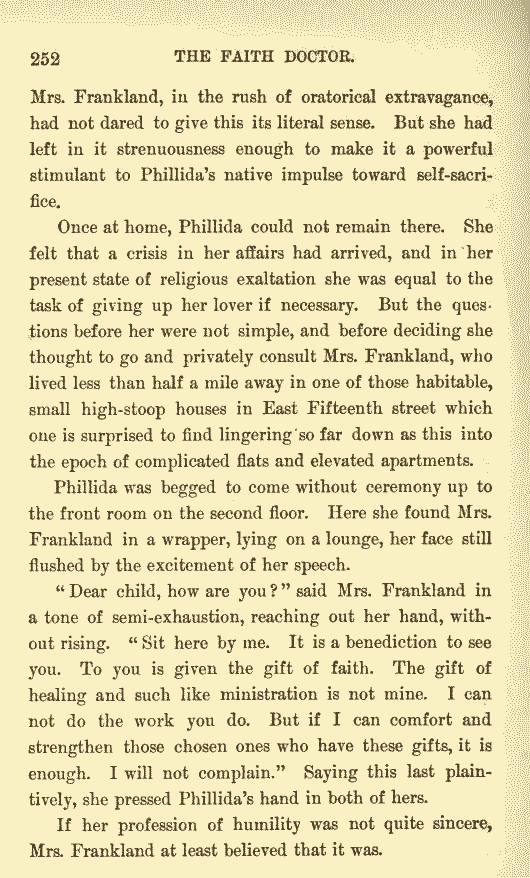 252 THE FAITH DOCTOR.
Mrs. Frankland, in the rush of oratorical extravagance,
had not dared to give this its literal sense. But she had
left in it strenuousness enough to make it a powerful
stimulant to Phillida's native impulse toward self-sacri-
fice.
Once at home, Phillida could not remain there. She
felt that a crisis in her affairs had arrived, and in her
present state of religious exaltation she was equal to the
task of giving up her lover if necessary. But the ques-
tions before her were not simple, and before deciding she
thought to go and privately consult Mrs. Frankland, who
lived less than half a mile away in one of those habitable,
small high-stoop houses in East Fifteenth street which
one is surprised to find lingering so far down as this into
the epoch of complicated flats and elevated apartments.
Phillida was begged to come without ceremony up to
the front room on the second floor. Here she found Mrs.
Frankland in a wrapper, lying on a lounge, her face still
flushed by the excitement of her speech.
"Dear child, how are you?" said Mrs. Frankland in
a tone of semi-exhaustion, reaching out her hand, with-
out rising. "Sit here by me. It is a benediction to see
you. To you is given the gift of faith. The gift of
healing and such like ministration is not mine. I can
not do the work you do. But if I can comfort and
strengthen those chosen ones who have these gifts, it is
enough. I will not complain." Saying this last plain-
tively, she pressed Phillida's hand in both of hers.
If her profession of humility was not quite sincere,
Mrs. Frankland at least believed that it was.